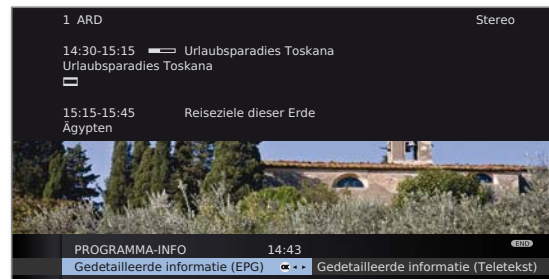 1 ARD Stereo
14:30-15:15 Urlaubsparadies Toskana
Urlaubsparadies Toskana
15:15-15:45 Reiseziele dieser Erde
Ägypten
END
PROGRAMMA-INFO 14:43
Gedetailleerde informatie (EPG) OK Gedetailleerde informatie (Teletekst)